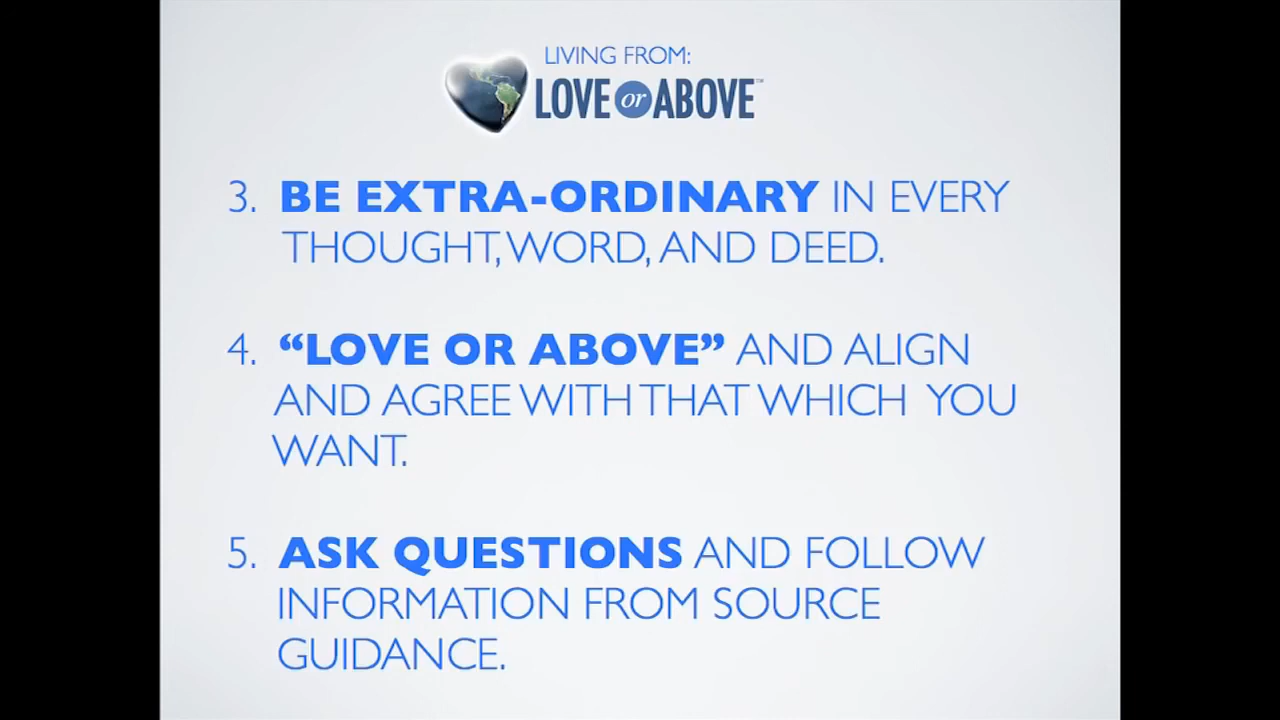 LIVING FROM:
LOVE or ABOVE™
3. BE EXTRA-ORDINARY IN EVERY
THOUGHT, WORD, AND DEED.
4. “LOVE OR ABOVE” AND ALIGN
AND AGREE WITH THAT WHICH YOU
WANT.
5. ASK QUESTIONS AND FOLLOW
INFORMATION FROM SOURCE
GUIDANCE.